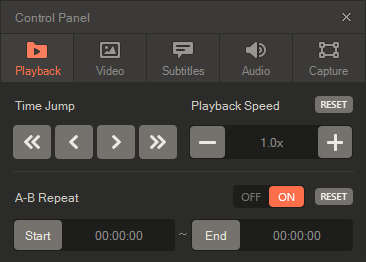 Control Panel
Playback Video Subtitles Audio Capture
Time Jump Playback Speed RESET
1.0x
A-B Repeat OFF ON RESET
Start 00:00:00 ~ End 00:00:00